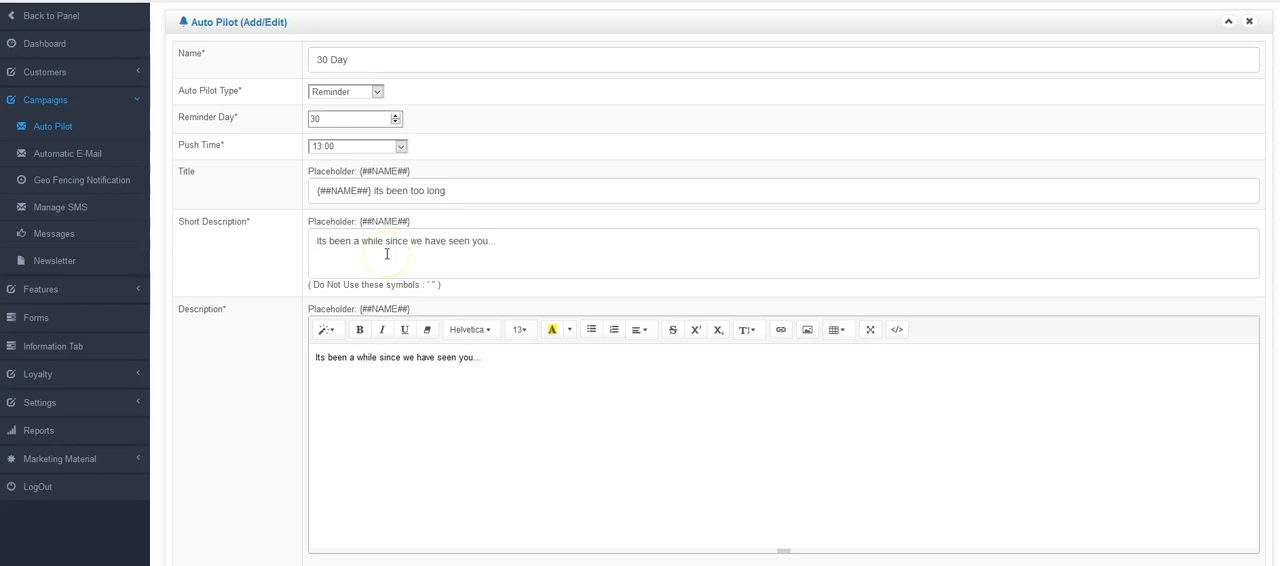 Back to Panel
Dashboard
Customers
Campaigns
Auto Pilot
Automatic E-Mail
Geo Fencing Notification
Manage SMS
Messages
Newsletter
Features
Forms
Information Tab
Loyalty
Settings
Reports
Marketing Material
LogOut
Auto Pilot (Add/Edit)
Name*
30 Day
Auto Pilot Type*
Reminder
Reminder Day*
30
Push Time*
13:00
Title
Placeholder: {##NAME##}
{##NAME##} its been too long
Short Description*
Placeholder: {##NAME##}
Its been a while since we have seen you...
( Do Not Use these symbols : ' " )
Description*
Placeholder: {##NAME##}
B I U Helvetica 13 A S X² X₂ T
Its been a while since we have seen you...